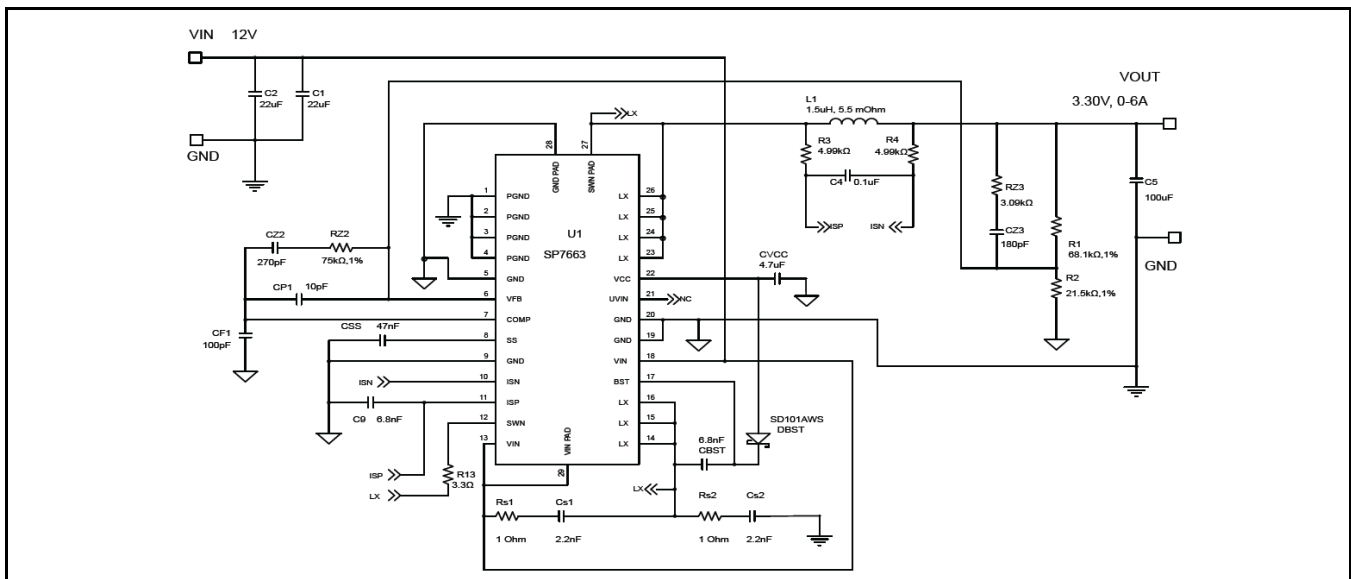 VIN 12V
C2
22uF
C1
22uF
GND
LX
L1
1.5uH, 5.5 mOhm
VOUT
3.30V, 0-6A
R3
4.99kΩ
R4
4.99kΩ
C4 0.1uF
ISP
ISN
RZ3
3.09kΩ
CZ3
180pF
R1
68.1kΩ,1%
R2
21.5kΩ,1%
C5
100uF
GND
28
27
GND PAD
SWN PAD
U1
SP7663
1 PGND
2 PGND
3 PGND
4 PGND
5 GND
6 VFB
7 COMP
8 SS
9 GND
10 ISN
11 ISP
12 SWN
13 VIN
VIN PAD
29
LX 26
LX 25
LX 24
LX 23
VCC 22
UVIN 21
GND 20
GND 19
VIN 18
BST 17
LX 16
LX 15
LX 14
NC
CVCC
4.7uF
CZ2
270pF
RZ2
75kΩ,1%
CP1 10pF
CF1
100pF
CSS 47nF
ISN
C9 6.8nF
ISP
LX
R13
3.3Ω
SD101AWS
DBST
6.8nF
CBST
LX
Rs1
1 Ohm
Cs1
2.2nF
Rs2
1 Ohm
Cs2
2.2nF